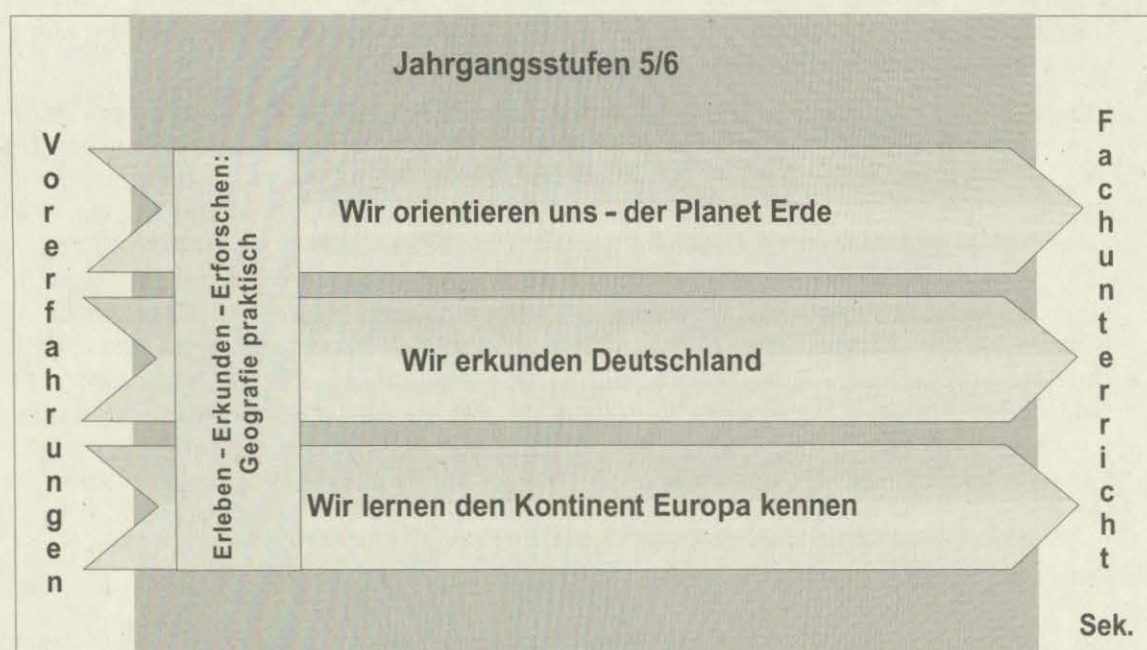 Jahrgangsstufen 5/6
Vorerfahrungen
Erleben – Erkunden – Erforschen:
Geografie praktisch
Wir orientieren uns – der Planet Erde
Wir erkunden Deutschland
Wir lernen den Kontinent Europa kennen
Fachunterricht
Sek.